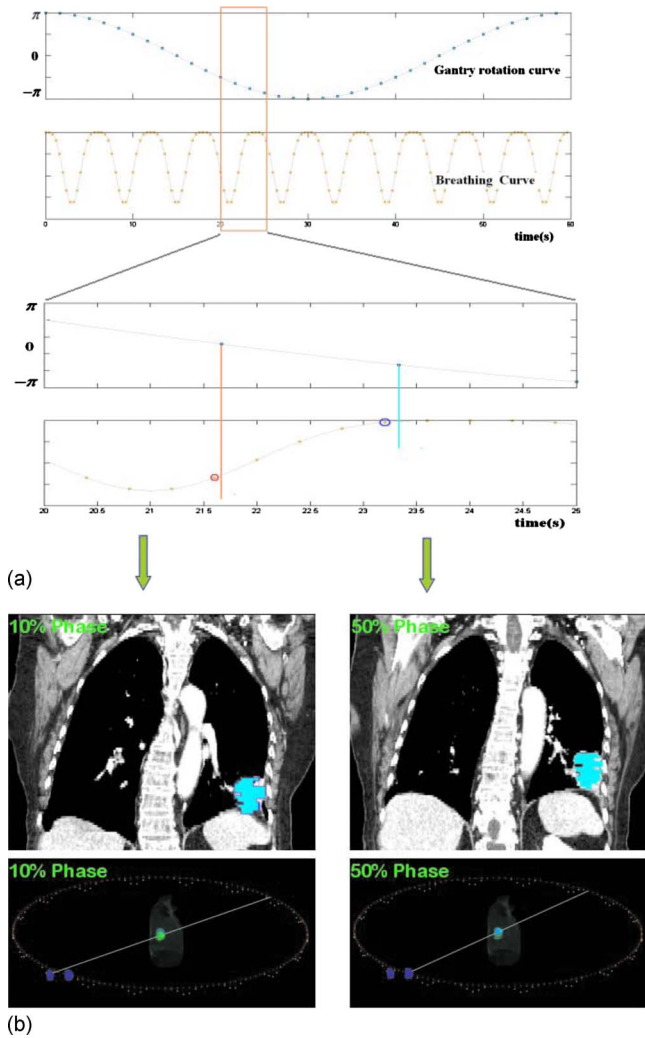 π
0
−π
Gantry rotation curve
Breathing Curve
0 10 20 30 40 50 60
time(s)
π
0
−π
20 20.5 21 21.5 22 22.5 23 23.5 24 24.5 25
time(s)
(a)
10% Phase 50% Phase
10% Phase 50% Phase
(b)